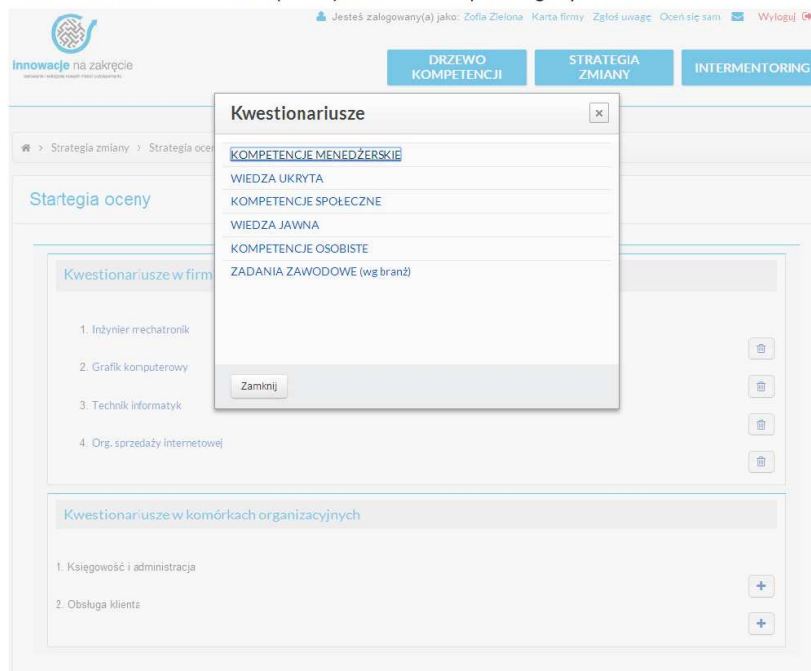 Jesteś zalogowany(a) jako: Zofia Zielona Karta firmy Zgłoś uwagę Oceń się sam Wyloguj
innowacje na zakręcie
DRZEWO KOMPETENCJI
STRATEGIA ZMIANY
INTERMENTORING
Kwestionariusze
> Strategia zmiany > Strategia ocen
KOMPETENCJE MENEDŻERSKIE
WIEDZA UKRYTA
KOMPETENCJE SPOŁECZNE
WIEDZA JAWNA
KOMPETENCJE OSOBISTE
ZADANIA ZAWODOWE (wg branż)
Zamknij
Startegia oceny
Kwestionariusze w firm
1. Inżynier mechatronik
2. Grafik komputerowy
3. Technik informatyk
4. Org. sprzedaży internetowej
Kwestionariusze w komórkach organizacyjnych
1. Księgowość i administracja
2. Obsługa klienta